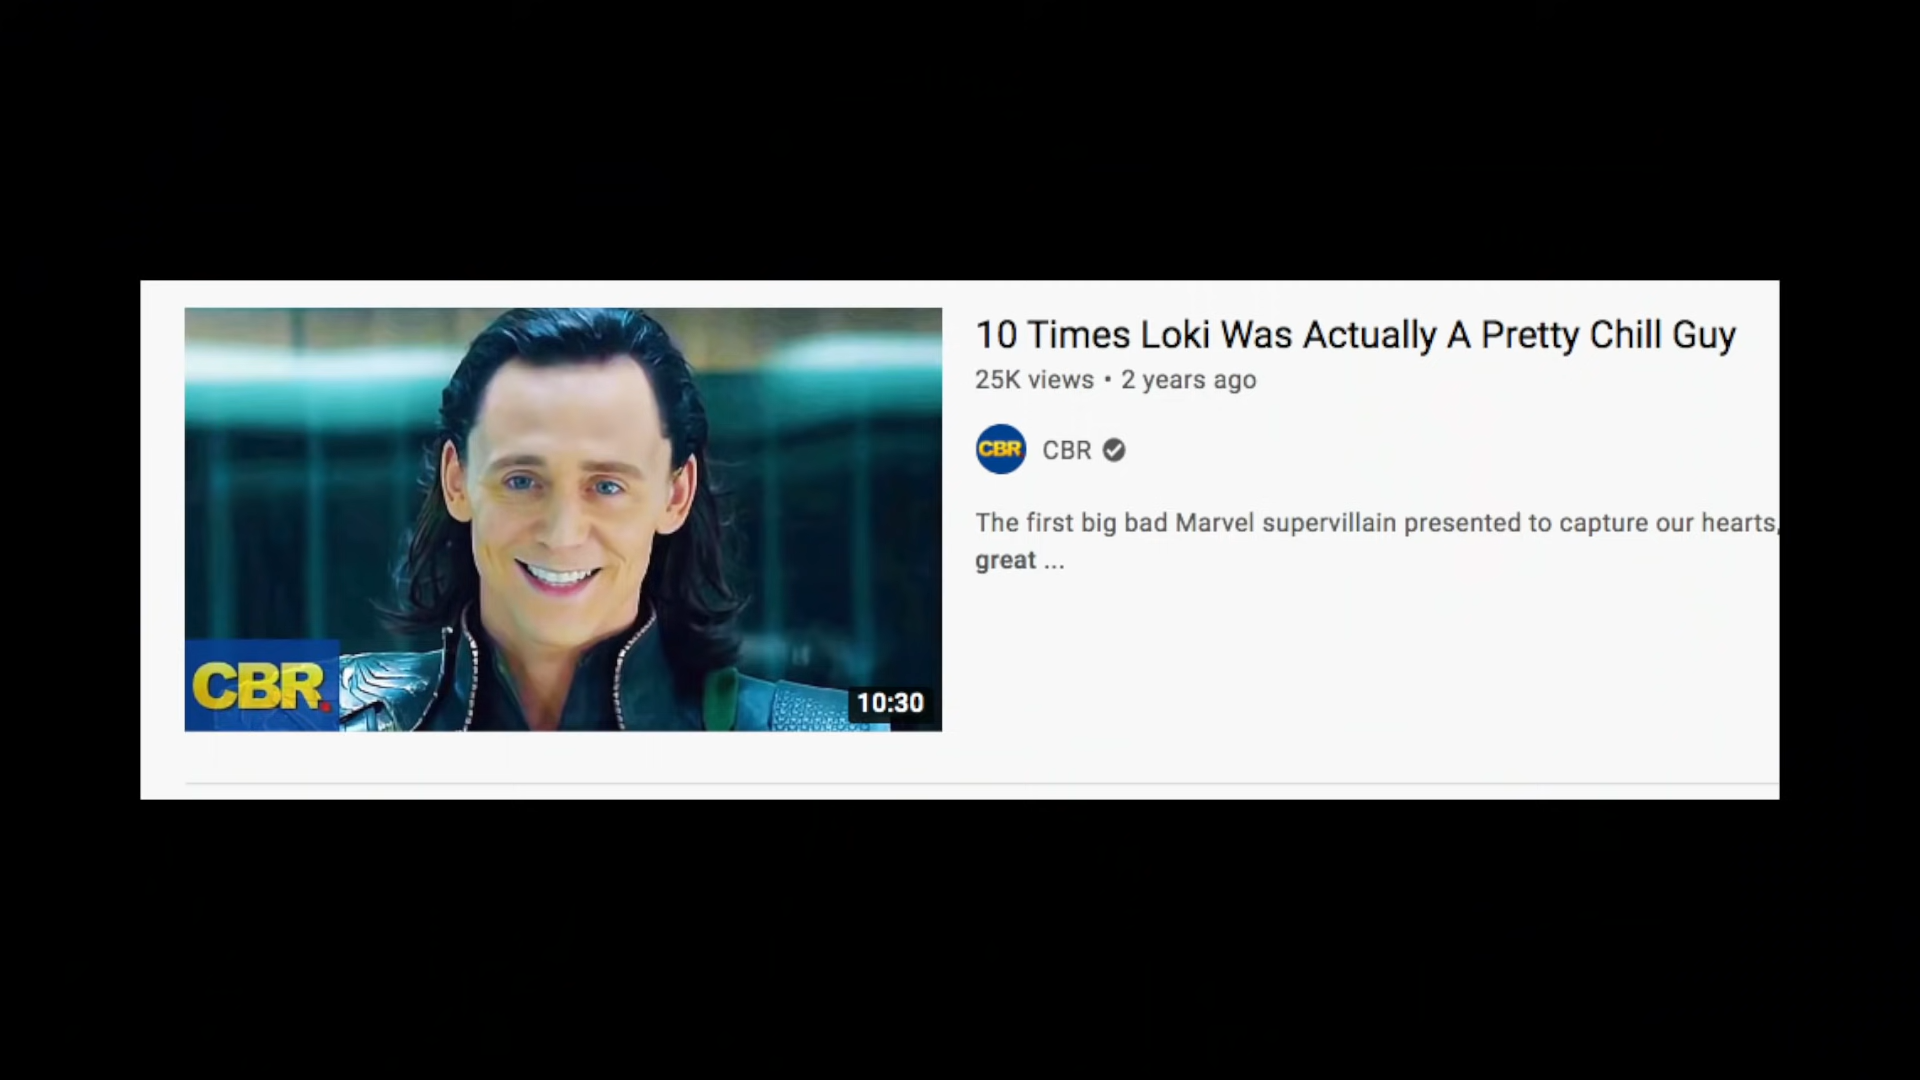 10 Times Loki Was Actually A Pretty Chill Guy
25K views • 2 years ago
CBR
CBR
The first big bad Marvel supervillain presented to capture our hearts,
great ...
CBR.
10:30